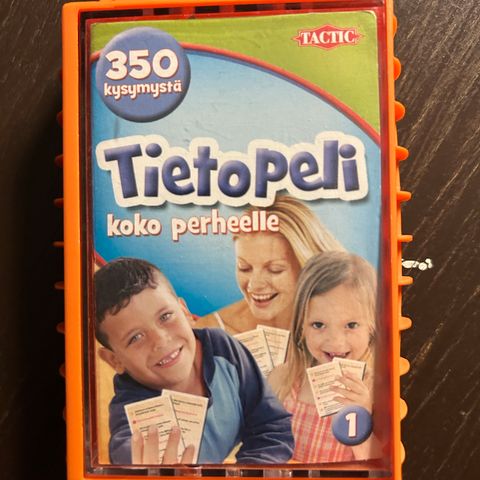 TACTIC
350
kysymystä
Tietopeli
koko perheelle
1